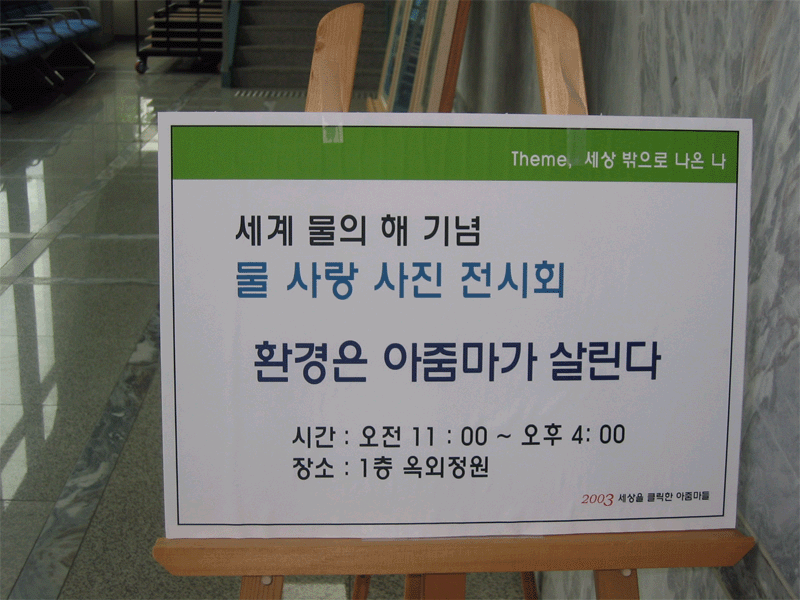 Theme, 세상 밖으로 나온 나
세계 물의 해 기념
물 사랑 사진 전시회
환경은 아줌마가 살린다
시간 : 오전 11 : 00 ~ 오후 4: 00
장소 : 1층 옥외정원
2003 세상을 클릭한 아줌마들